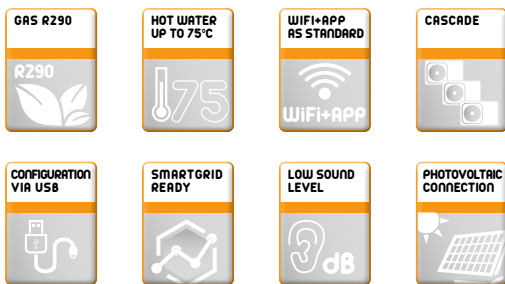 GAS R290
R290
HOT WATER
UP TO 75°C
75
WIFI+APP
AS STANDARD
WiFi+APP
CASCADE
CONFIGURATION
VIA USB
SMARTGRID
READY
LOW SOUND
LEVEL
dB
PHOTOVOLTAIC
CONNECTION